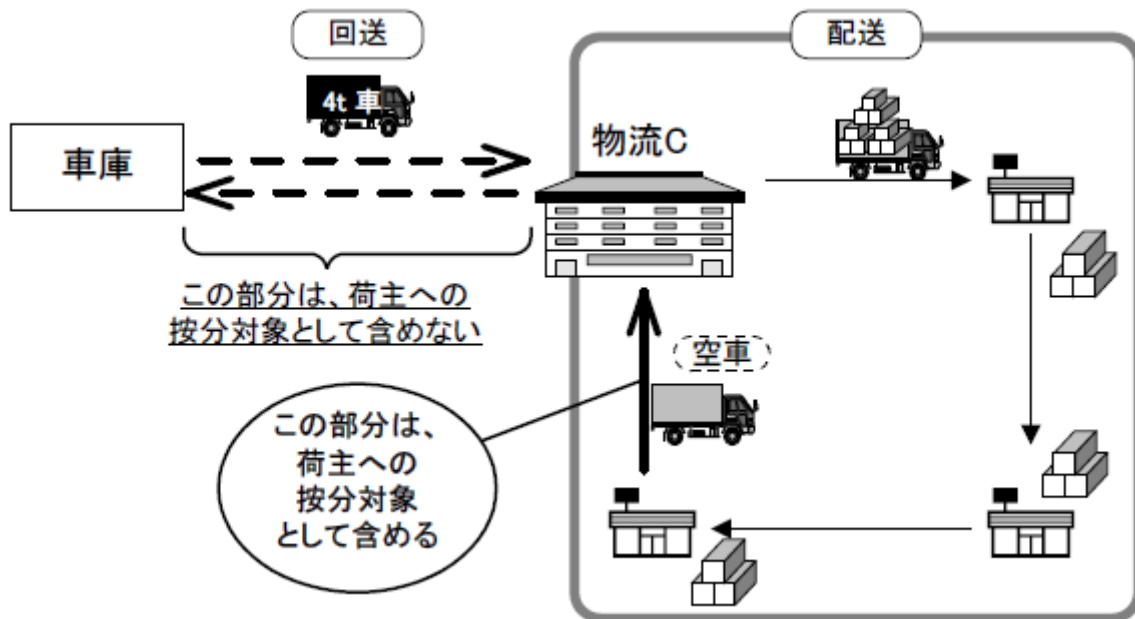 回送
配送
4t 車
車庫
物流C
この部分は、荷主への
按分対象として含めない
空車
この部分は、
荷主への
按分対象
として含める